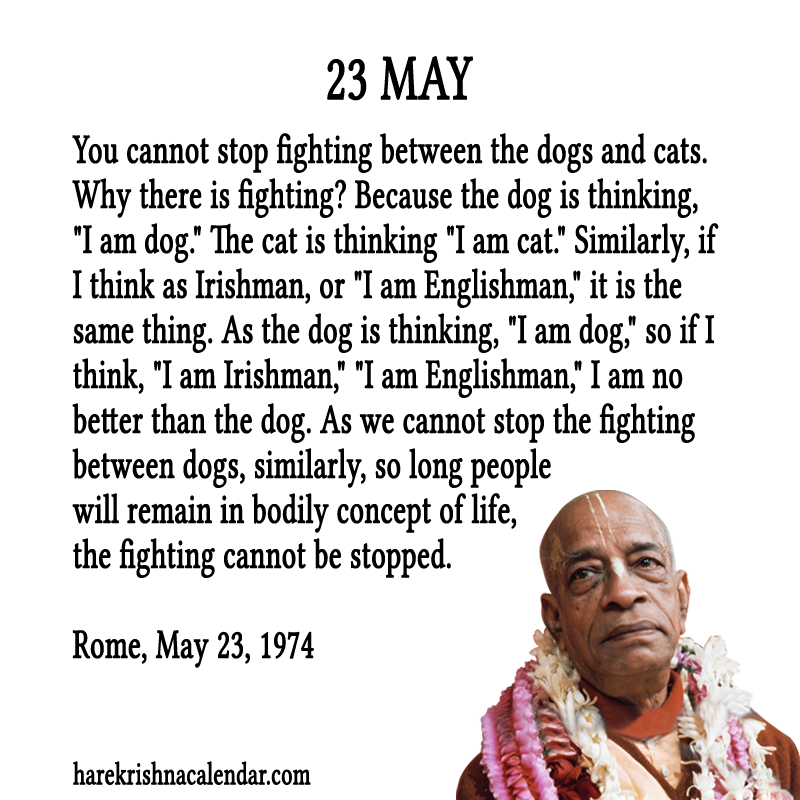 23 MAY
You cannot stop fighting between the dogs and cats.
Why there is fighting? Because the dog is thinking,
"I am dog." The cat is thinking "I am cat." Similarly, if
I think as Irishman, or "I am Englishman," it is the
same thing. As the dog is thinking, "I am dog," so if I
think, "I am Irishman," "I am Englishman," I am no
better than the dog. As we cannot stop the fighting
between dogs, similarly, so long people
will remain in bodily concept of life,
the fighting cannot be stopped.
Rome, May 23, 1974
harekrishnacalendar.com